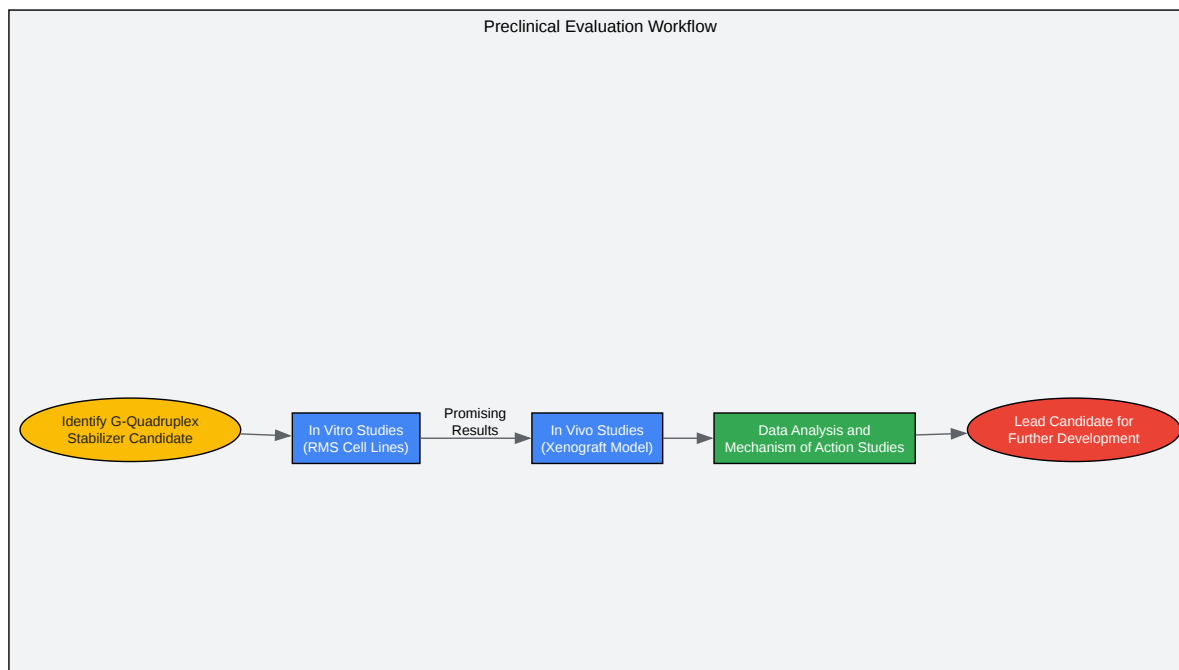 Preclinical Evaluation Workflow
Identify G-Quadruplex
Stabilizer Candidate
In Vitro Studies
(RMS Cell Lines)
Promising
Results
In Vivo Studies
(Xenograft Model)
Data Analysis and
Mechanism of Action Studies
Lead Candidate for
Further Development